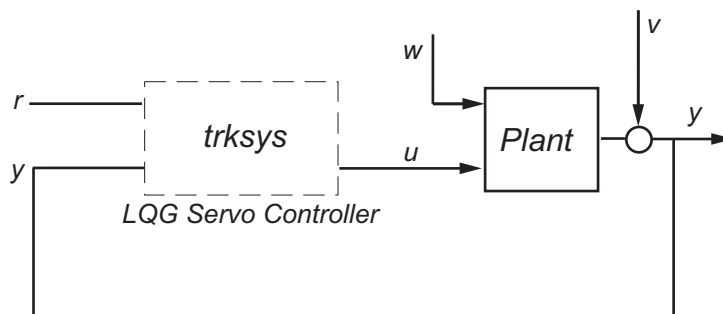 v
w
r
trksys
Plant
y
y
u
LQG Servo Controller